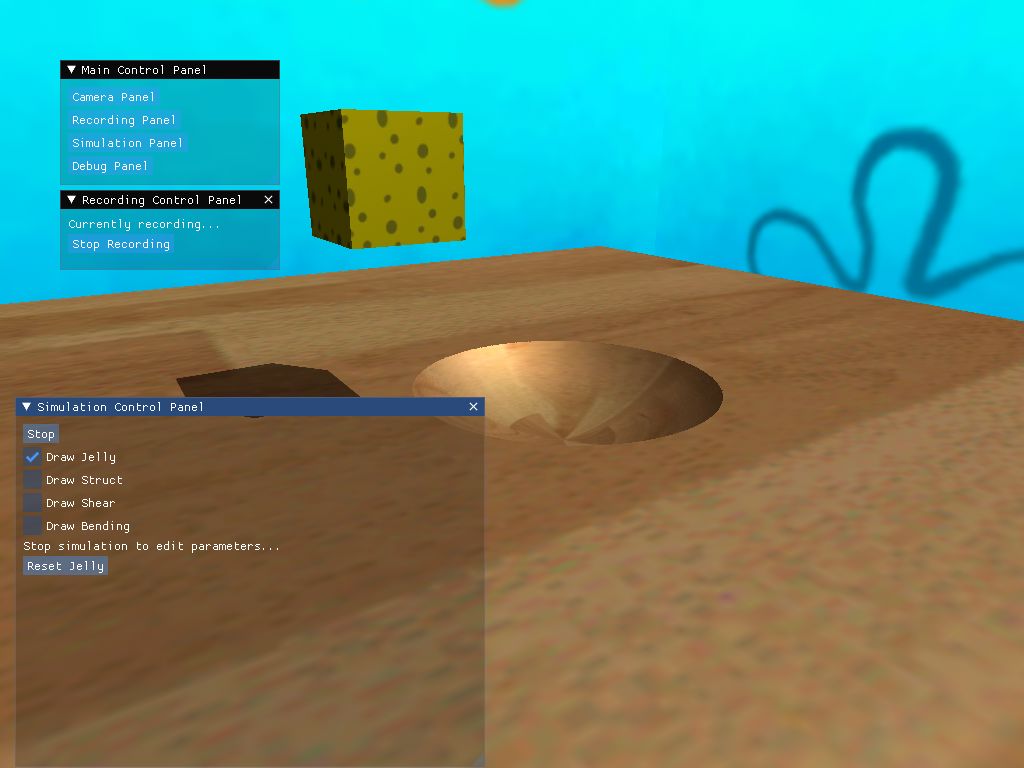 Main Control Panel
Camera Panel
Recording Panel
Simulation Panel
Debug Panel
Recording Control Panel
Currently recording...
Stop Recording
Simulation Control Panel
Stop
Draw Jelly
Draw Struct
Draw Shear
Draw Bending
Stop simulation to edit parameters...
Reset Jelly